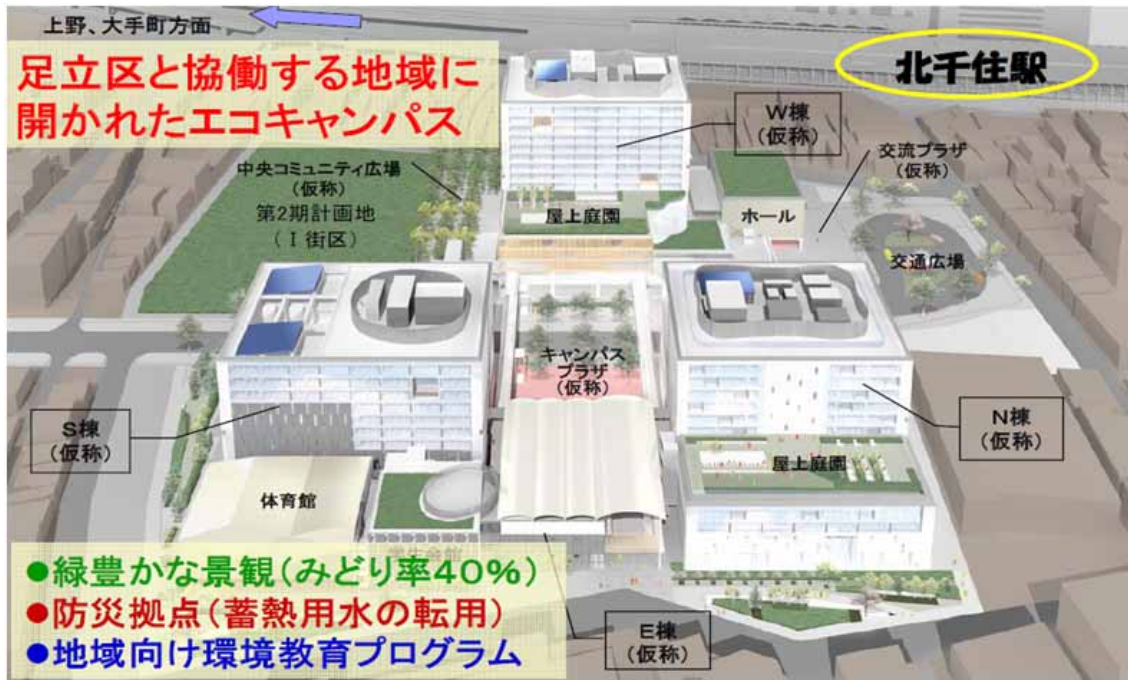 上野、大手町方面
足立区と協働する地域に
開かれたエコキャンパス
北千住駅
W棟
(仮称)
中央コミュニティ広場
(仮称)
第2期計画地
(Ⅰ街区)
交流プラザ
(仮称)
屋上庭園
ホール
交通広場
キャンパス
プラザ
(仮称)
S棟
(仮称)
N棟
(仮称)
屋上庭園
体育館
学生会館
●緑豊かな景観(みどり率40%)
●防災拠点(蓄熱用水の転用)
●地域向け環境教育プログラム
E棟
(仮称)